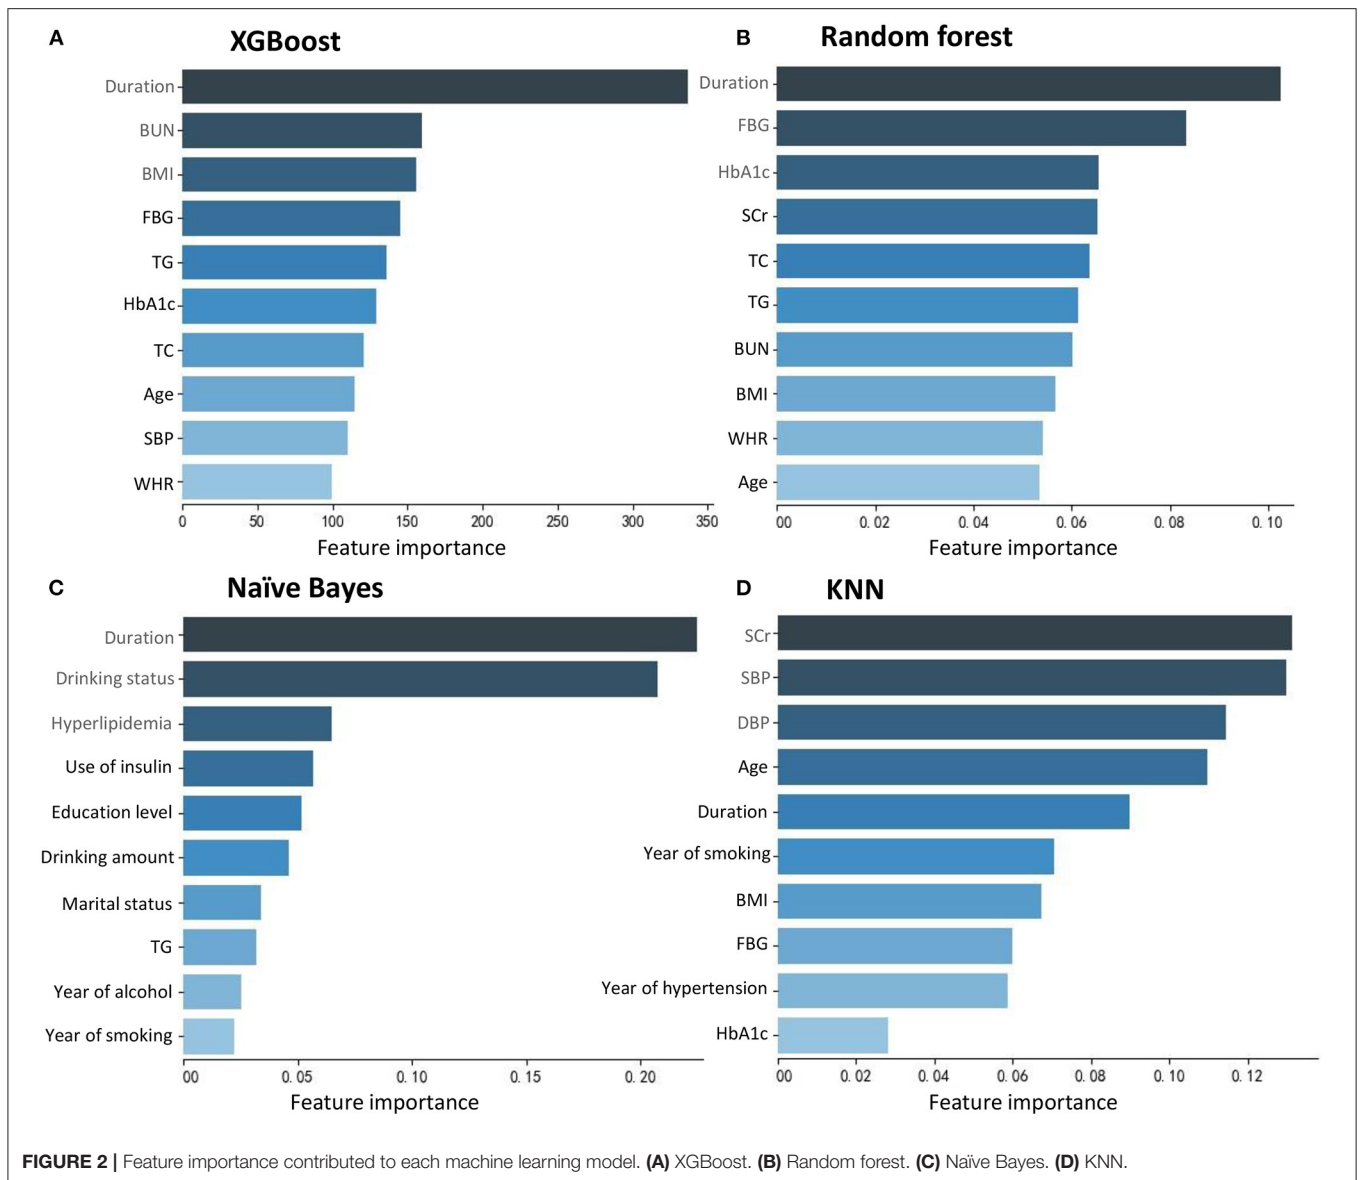 A
XGBoost
Duration
BUN
BMI
FBG
TG
HbA1c
TC
Age
SBP
WHR
0 50 100 150 200 250 300 350
Feature importance
B
Random forest
Duration
FBG
HbA1c
SCr
TC
TG
BUN
BMI
WHR
Age
00 0.02 0.04 0.06 0.08 0.10
Feature importance
C
Naïve Bayes
Duration
Drinking status
Hyperlipidemia
Use of insulin
Education level
Drinking amount
Marital status
TG
Year of alcohol
Year of smoking
00 0.05 0.10 0.15 0.20
Feature importance
D
KNN
SCr
SBP
DBP
Age
Duration
Year of smoking
BMI
FBG
Year of hypertension
HbA1c
00 0.02 0.04 0.06 0.08 0.10 0.12
Feature importance
FIGURE 2 | Feature importance contributed to each machine learning model. (A) XGBoost. (B) Random forest. (C) Naïve Bayes. (D) KNN.